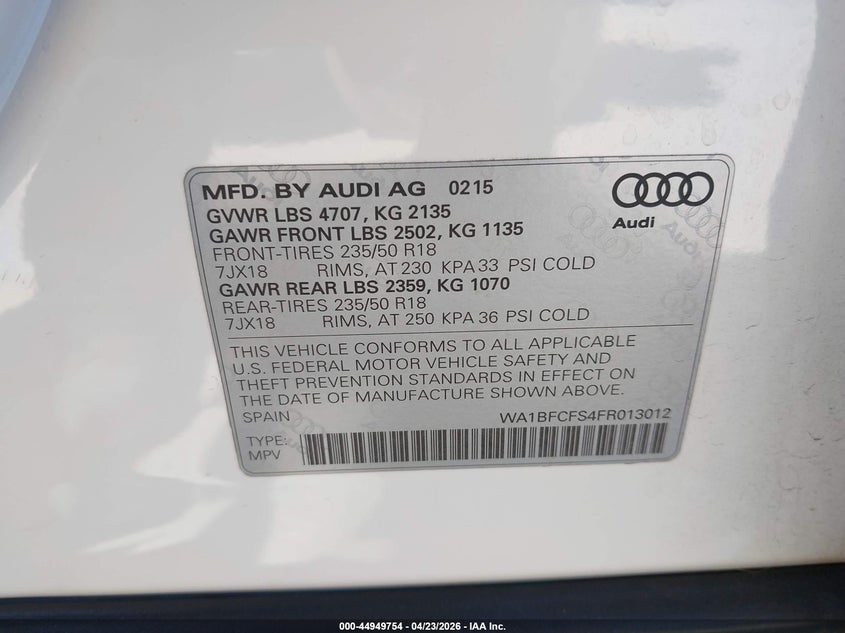 MFD. BY AUDI AG 0215
GVWR LBS 4707, KG 2135
GAWR FRONT LBS 2502, KG 1135
FRONT-TIRES 235/50 R18
7JX18 RIMS, AT 230 KPA 33 PSI COLD
GAWR REAR LBS 2359, KG 1070
REAR-TIRES 235/50 R18
7JX18 RIMS, AT 250 KPA 36 PSI COLD
Audi
THIS VEHICLE CONFORMS TO ALL APPLICABLE
U.S. FEDERAL MOTOR VEHICLE SAFETY AND
THEFT PREVENTION STANDARDS IN EFFECT ON
THE DATE OF MANUFACTURE SHOWN ABOVE.
SPAIN WA1BFCFS4FR013012
TYPE:
MPV
000-44949754 - 04/23/2026 - IAA Inc.